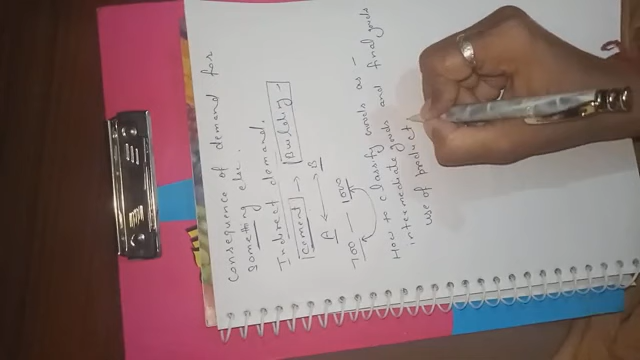 Consequence of demand for
something else.
Indirect demand.
Cement → Building -
A ↔ B
700 — 1000
How to classify goods as -
intermediate goods and final goods
use of product